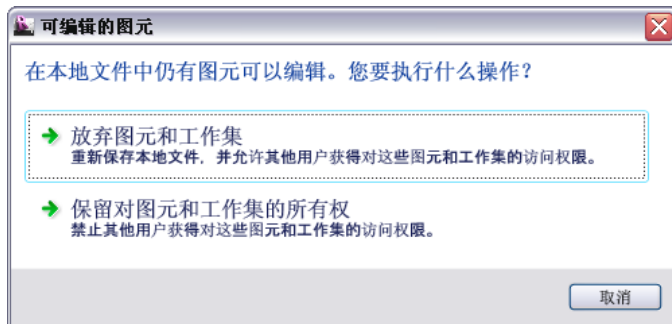 可编辑的图元
在本地文件中仍有图元可以编辑。您要执行什么操作?
放弃图元和工作集
重新保存本地文件，并允许其他用户获得对这些图元和工作集的访问权限。
保留对图元和工作集的所有权
禁止其他用户获得对这些图元和工作集的访问权限。
取消